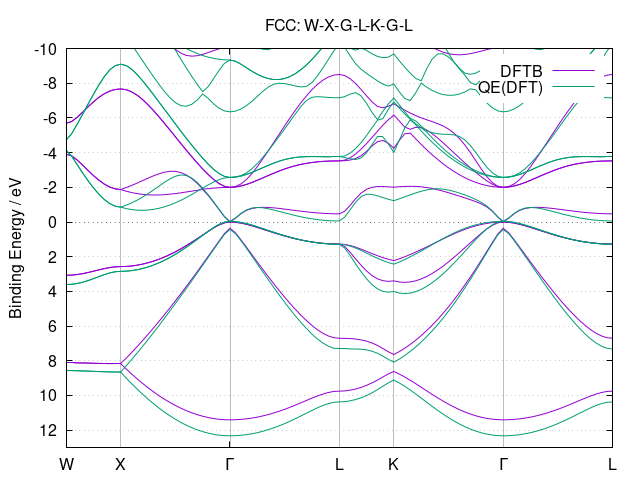 FCC: W-X-G-L-K-G-L
DFTB
QE(DFT)
Binding Energy / eV
-10
-8
-6
-4
-2
0
2
4
6
8
10
12
W X Γ L K Γ L